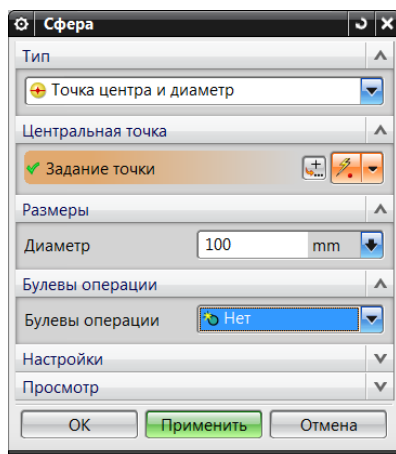 Сфера
Тип
Точка центра и диаметр
Центральная точка
Задание точки
Размеры
Диаметр 100 mm
Булевы операции
Булевы операции Нет
Настройки
Просмотр
ОК Применить Отмена